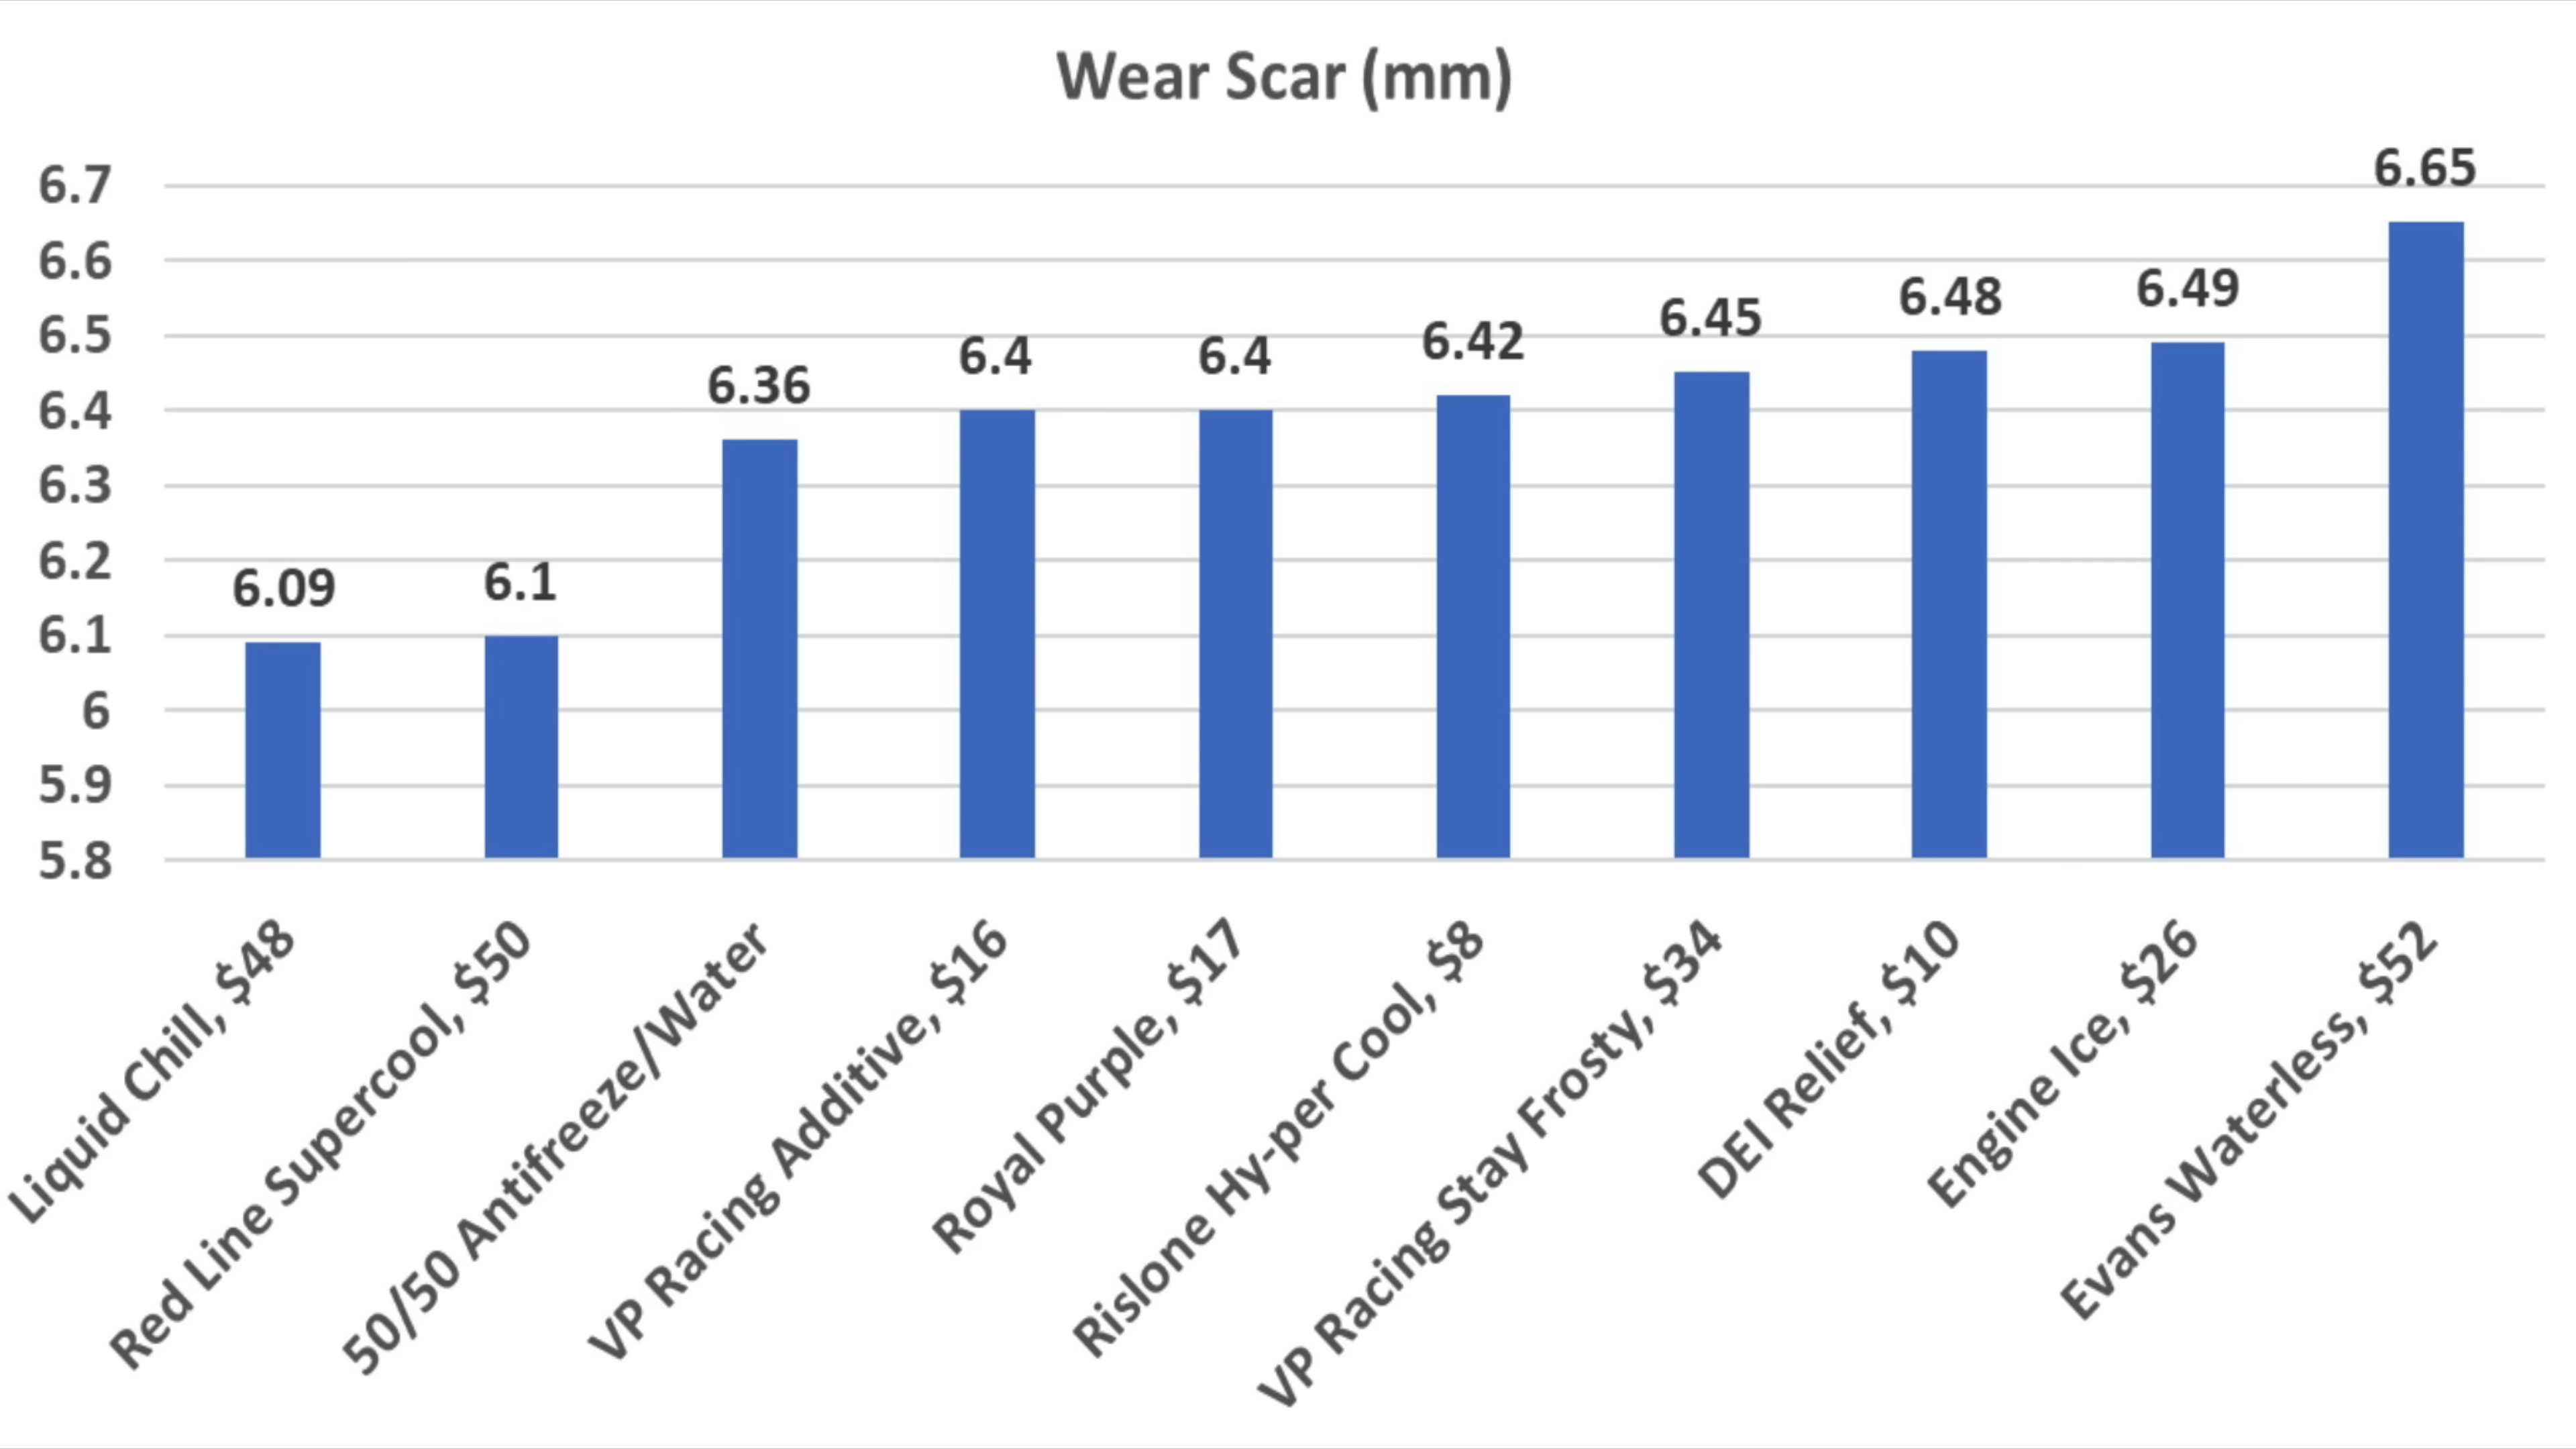 Wear Scar (mm)
6.7
6.6
6.5
6.4
6.3
6.2
6.1
6
5.9
5.8
6.09
6.1
6.36
6.4
6.4
6.42
6.45
6.48
6.49
6.65
Liquid Chill, $48
Red Line Supercool, $50
50/50 Antifreeze/Water
VP Racing Additive, $16
Royal Purple, $17
Rislone Hy-per Cool, $8
VP Racing Stay Frosty, $34
DEI Relief, $10
Engine Ice, $26
Evans Waterless, $52